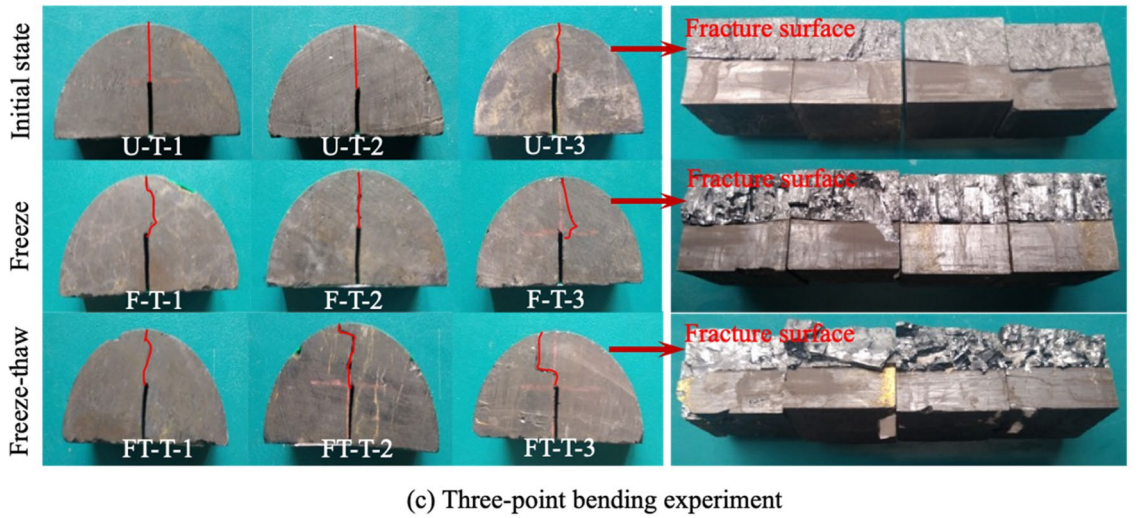 Initial state
U-T-1
U-T-2
U-T-3
Fracture surface
Freeze
F-T-1
F-T-2
F-T-3
Fracture surface
Freeze-thaw
FT-T-1
FT-T-2
FT-T-3
Fracture surface
(c) Three-point bending experiment